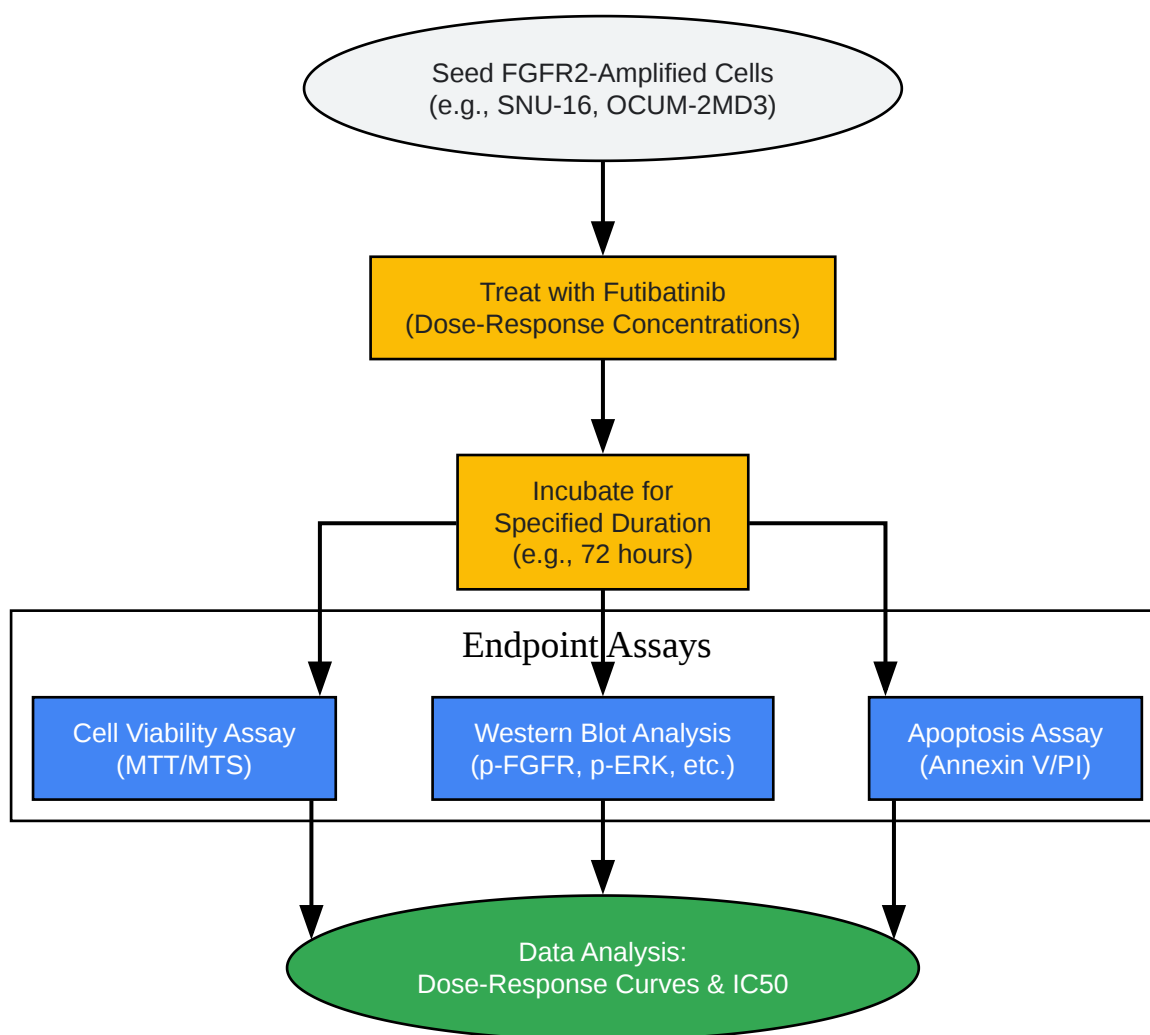 Seed FGFR2-Amplified Cells
(e.g., SNU-16, OCUM-2MD3)
Treat with Futibatinib
(Dose-Response Concentrations)
Incubate for
Specified Duration
(e.g., 72 hours)
Endpoint Assays
Cell Viability Assay
(MTT/MTS)
Western Blot Analysis
(p-FGFR, p-ERK, etc.)
Apoptosis Assay
(Annexin V/PI)
Data Analysis:
Dose-Response Curves & IC50